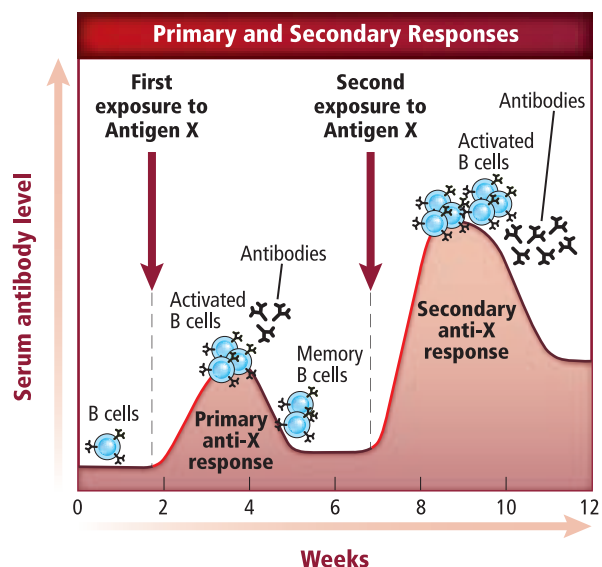 Primary and Secondary Responses
First
exposure to
Antigen X
Second
exposure to
Antigen X
Antibodies
Activated
B cells
Antibodies
Activated
B cells
Memory
B cells
B cells
Primary
anti-X
response
Secondary
anti-X
response
Serum antibody level
0 2 4 6 8 10 12
Weeks